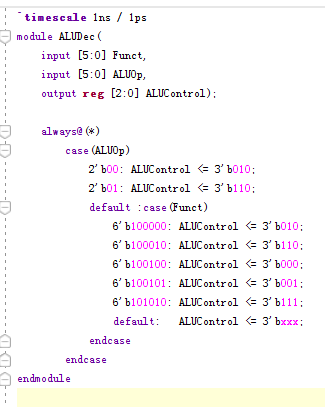 `timescale 1ns / 1ps
module ALUDec(
input [5:0] Funct,
input [5:0] ALUOp,
output reg [2:0] ALUControl);
always@(*)
case(ALUOp)
2'b00: ALUControl <= 3'b010;
2'b01: ALUControl <= 3'b110;
default :case(Funct)
6'b100000: ALUControl <= 3'b010;
6'b100010: ALUControl <= 3'b110;
6'b100100: ALUControl <= 3'b000;
6'b100101: ALUControl <= 3'b001;
6'b101010: ALUControl <= 3'b111;
default: ALUControl <= 3'bxxx;
endcase
endcase
endmodule